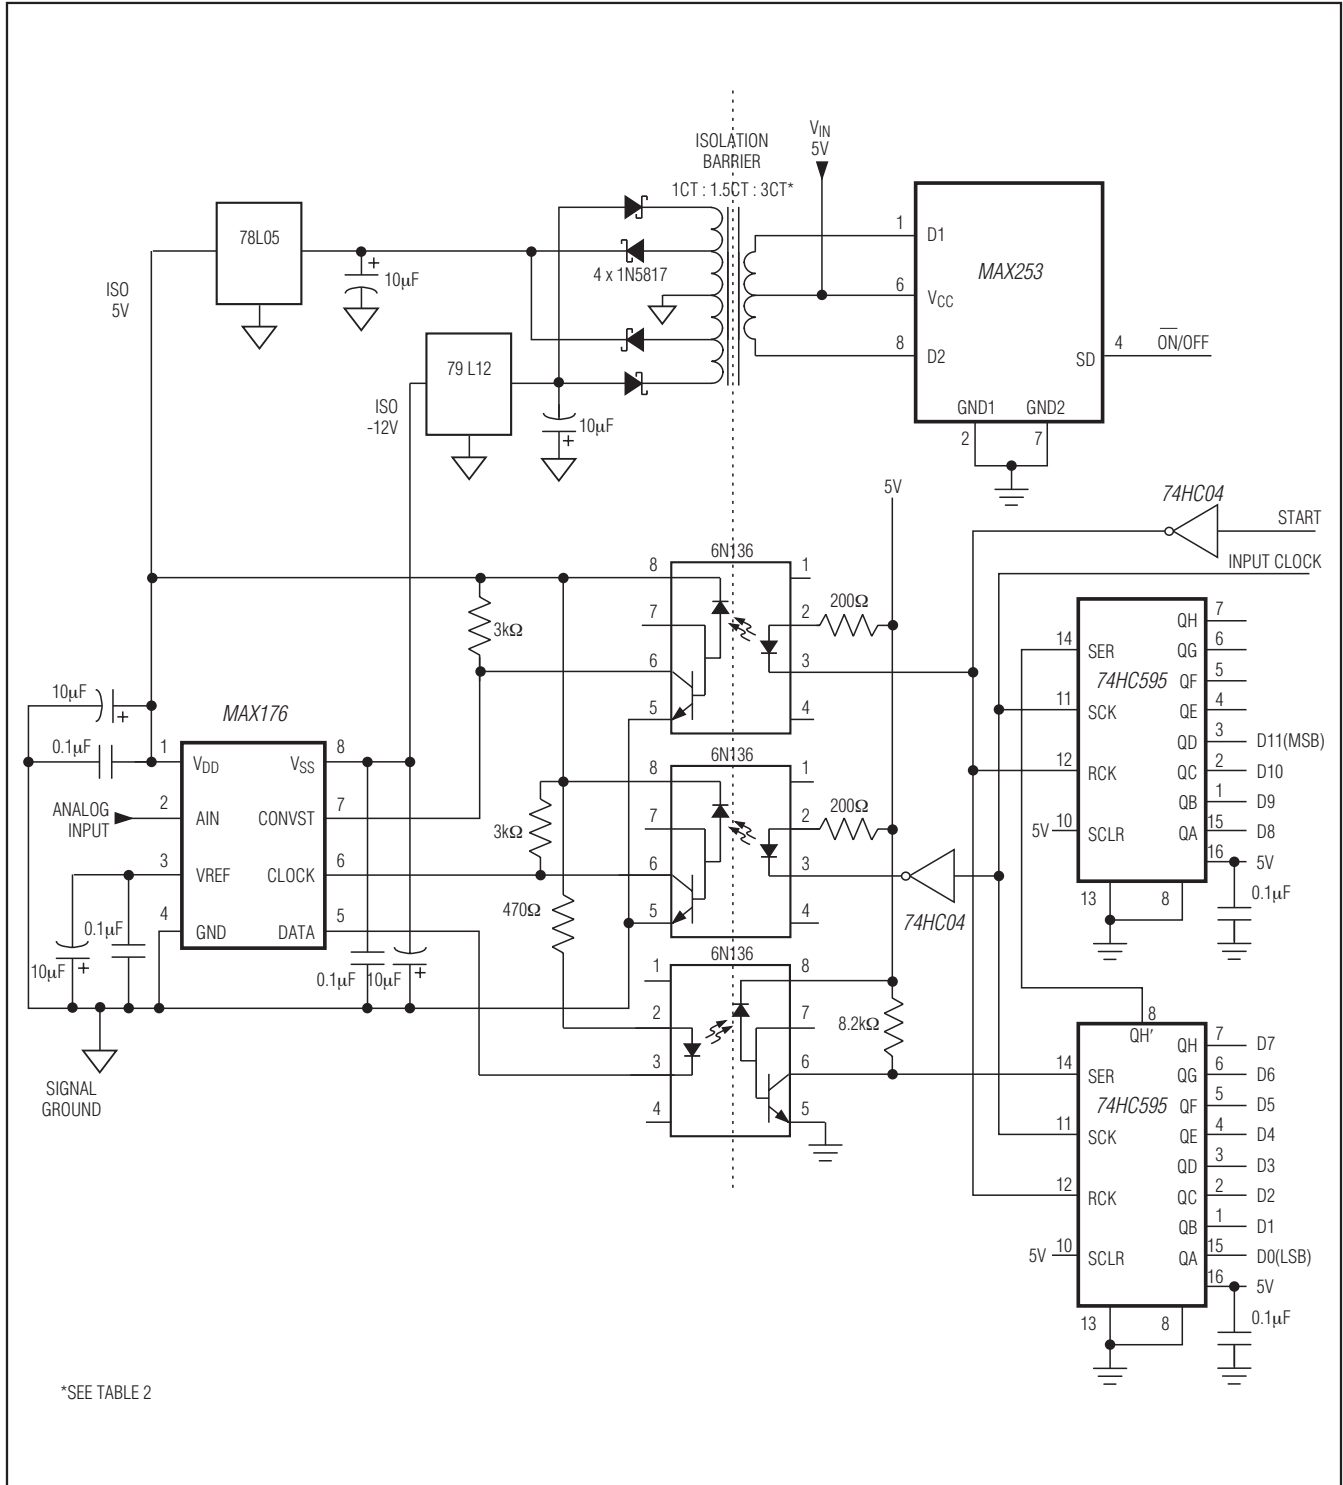 ISOLATION
BARRIER
1CT : 1.5CT : 3CT*
VIN
5V
78L05
10µF
+
4 x 1N5817
ISO
5V
79 L12
ISO
-12V
10µF
+
MAX253
1
D1
6
VCC
8
D2
SD
4
ON/OFF
GND1
GND2
2
7
5V
74HC04
START
INPUT CLOCK
6N136
8
7
6
5
1
2
3
4
200Ω
3kΩ
10µF
+
0.1µF
MAX176
1
VDD
VSS
8
ANALOG
INPUT
2
AIN
CONVST
7
3
VREF
CLOCK
6
4
GND
DATA
5
0.1µF
10µF
+
0.1µF
10µF
+
SIGNAL
GROUND
6N136
8
7
6
5
1
2
3
4
200Ω
3kΩ
470Ω
74HC04
6N136
1
2
3
4
8
7
6
5
8.2kΩ
74HC595
14
SER
11
SCK
12
RCK
5V
10
SCLR
QH
7
QG
6
QF
5
QE
4
QD
3
D11(MSB)
QC
2
D10
QB
1
D9
QA
15
D8
16
5V
0.1µF
13
8
8
QH′
74HC595
14
SER
11
SCK
12
RCK
5V
10
SCLR
QH
7
D7
QG
6
D6
QF
5
D5
QE
4
D4
QD
3
D3
QC
2
D2
QB
1
D1
QA
15
D0(LSB)
16
5V
0.1µF
13
8
*SEE TABLE 2